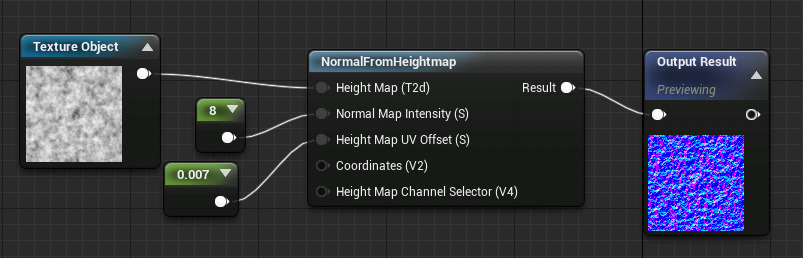 Texture Object
8
0.007
NormalFromHeightmap
Height Map (T2d)
Result
Normal Map Intensity (S)
Height Map UV Offset (S)
Coordinates (V2)
Height Map Channel Selector (V4)
Output Result
Previewing